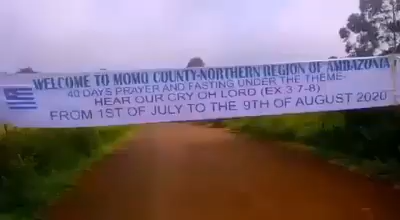 WELCOME TO MOMO COUNTY-NORTHERN REGION OF AMBAZONIA
40 DAYS PRAYER AND FASTING UNDER THE THEME-
HEAR OUR CRY OH LORD (EX 3 7-8)
FROM 1ST OF JULY TO THE 9TH OF AUGUST 2020